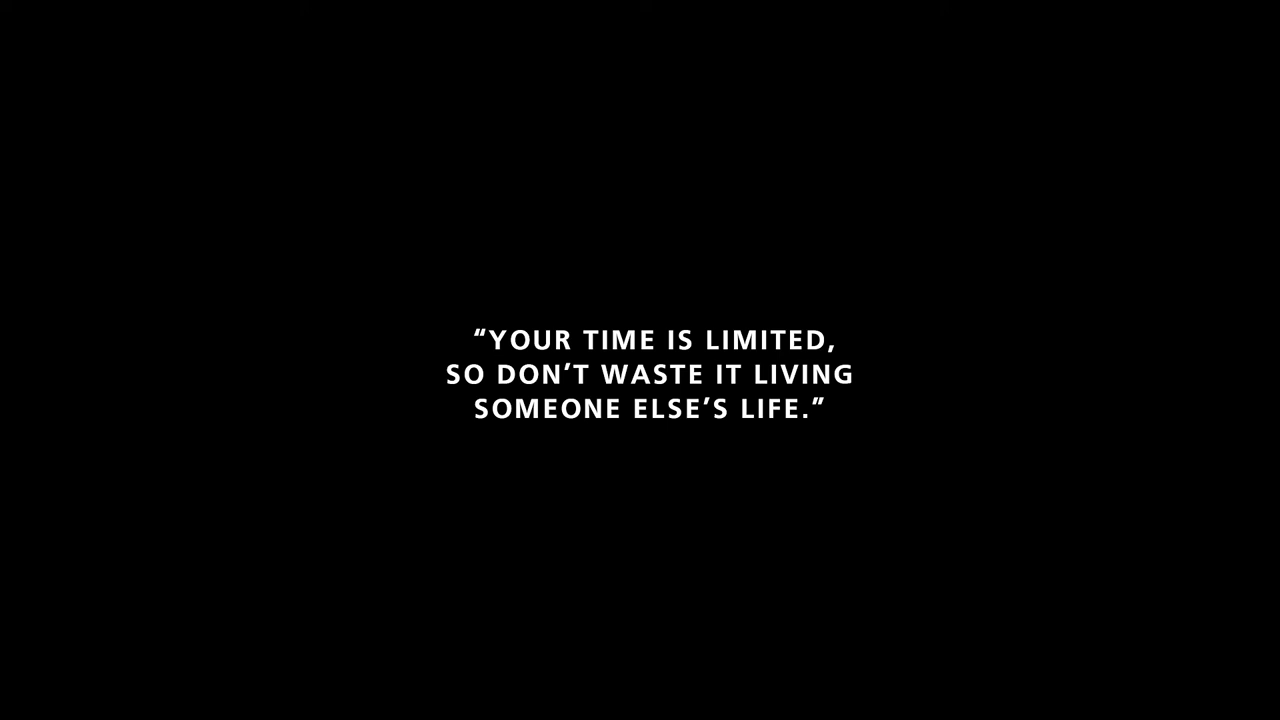 “YOUR TIME IS LIMITED,
SO DON’T WASTE IT LIVING
SOMEONE ELSE’S LIFE.”